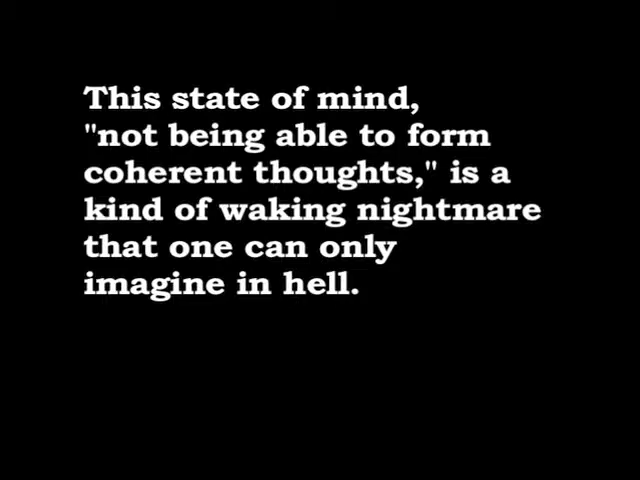 This state of mind,
"not being able to form
coherent thoughts," is a
kind of waking nightmare
that one can only
imagine in hell.